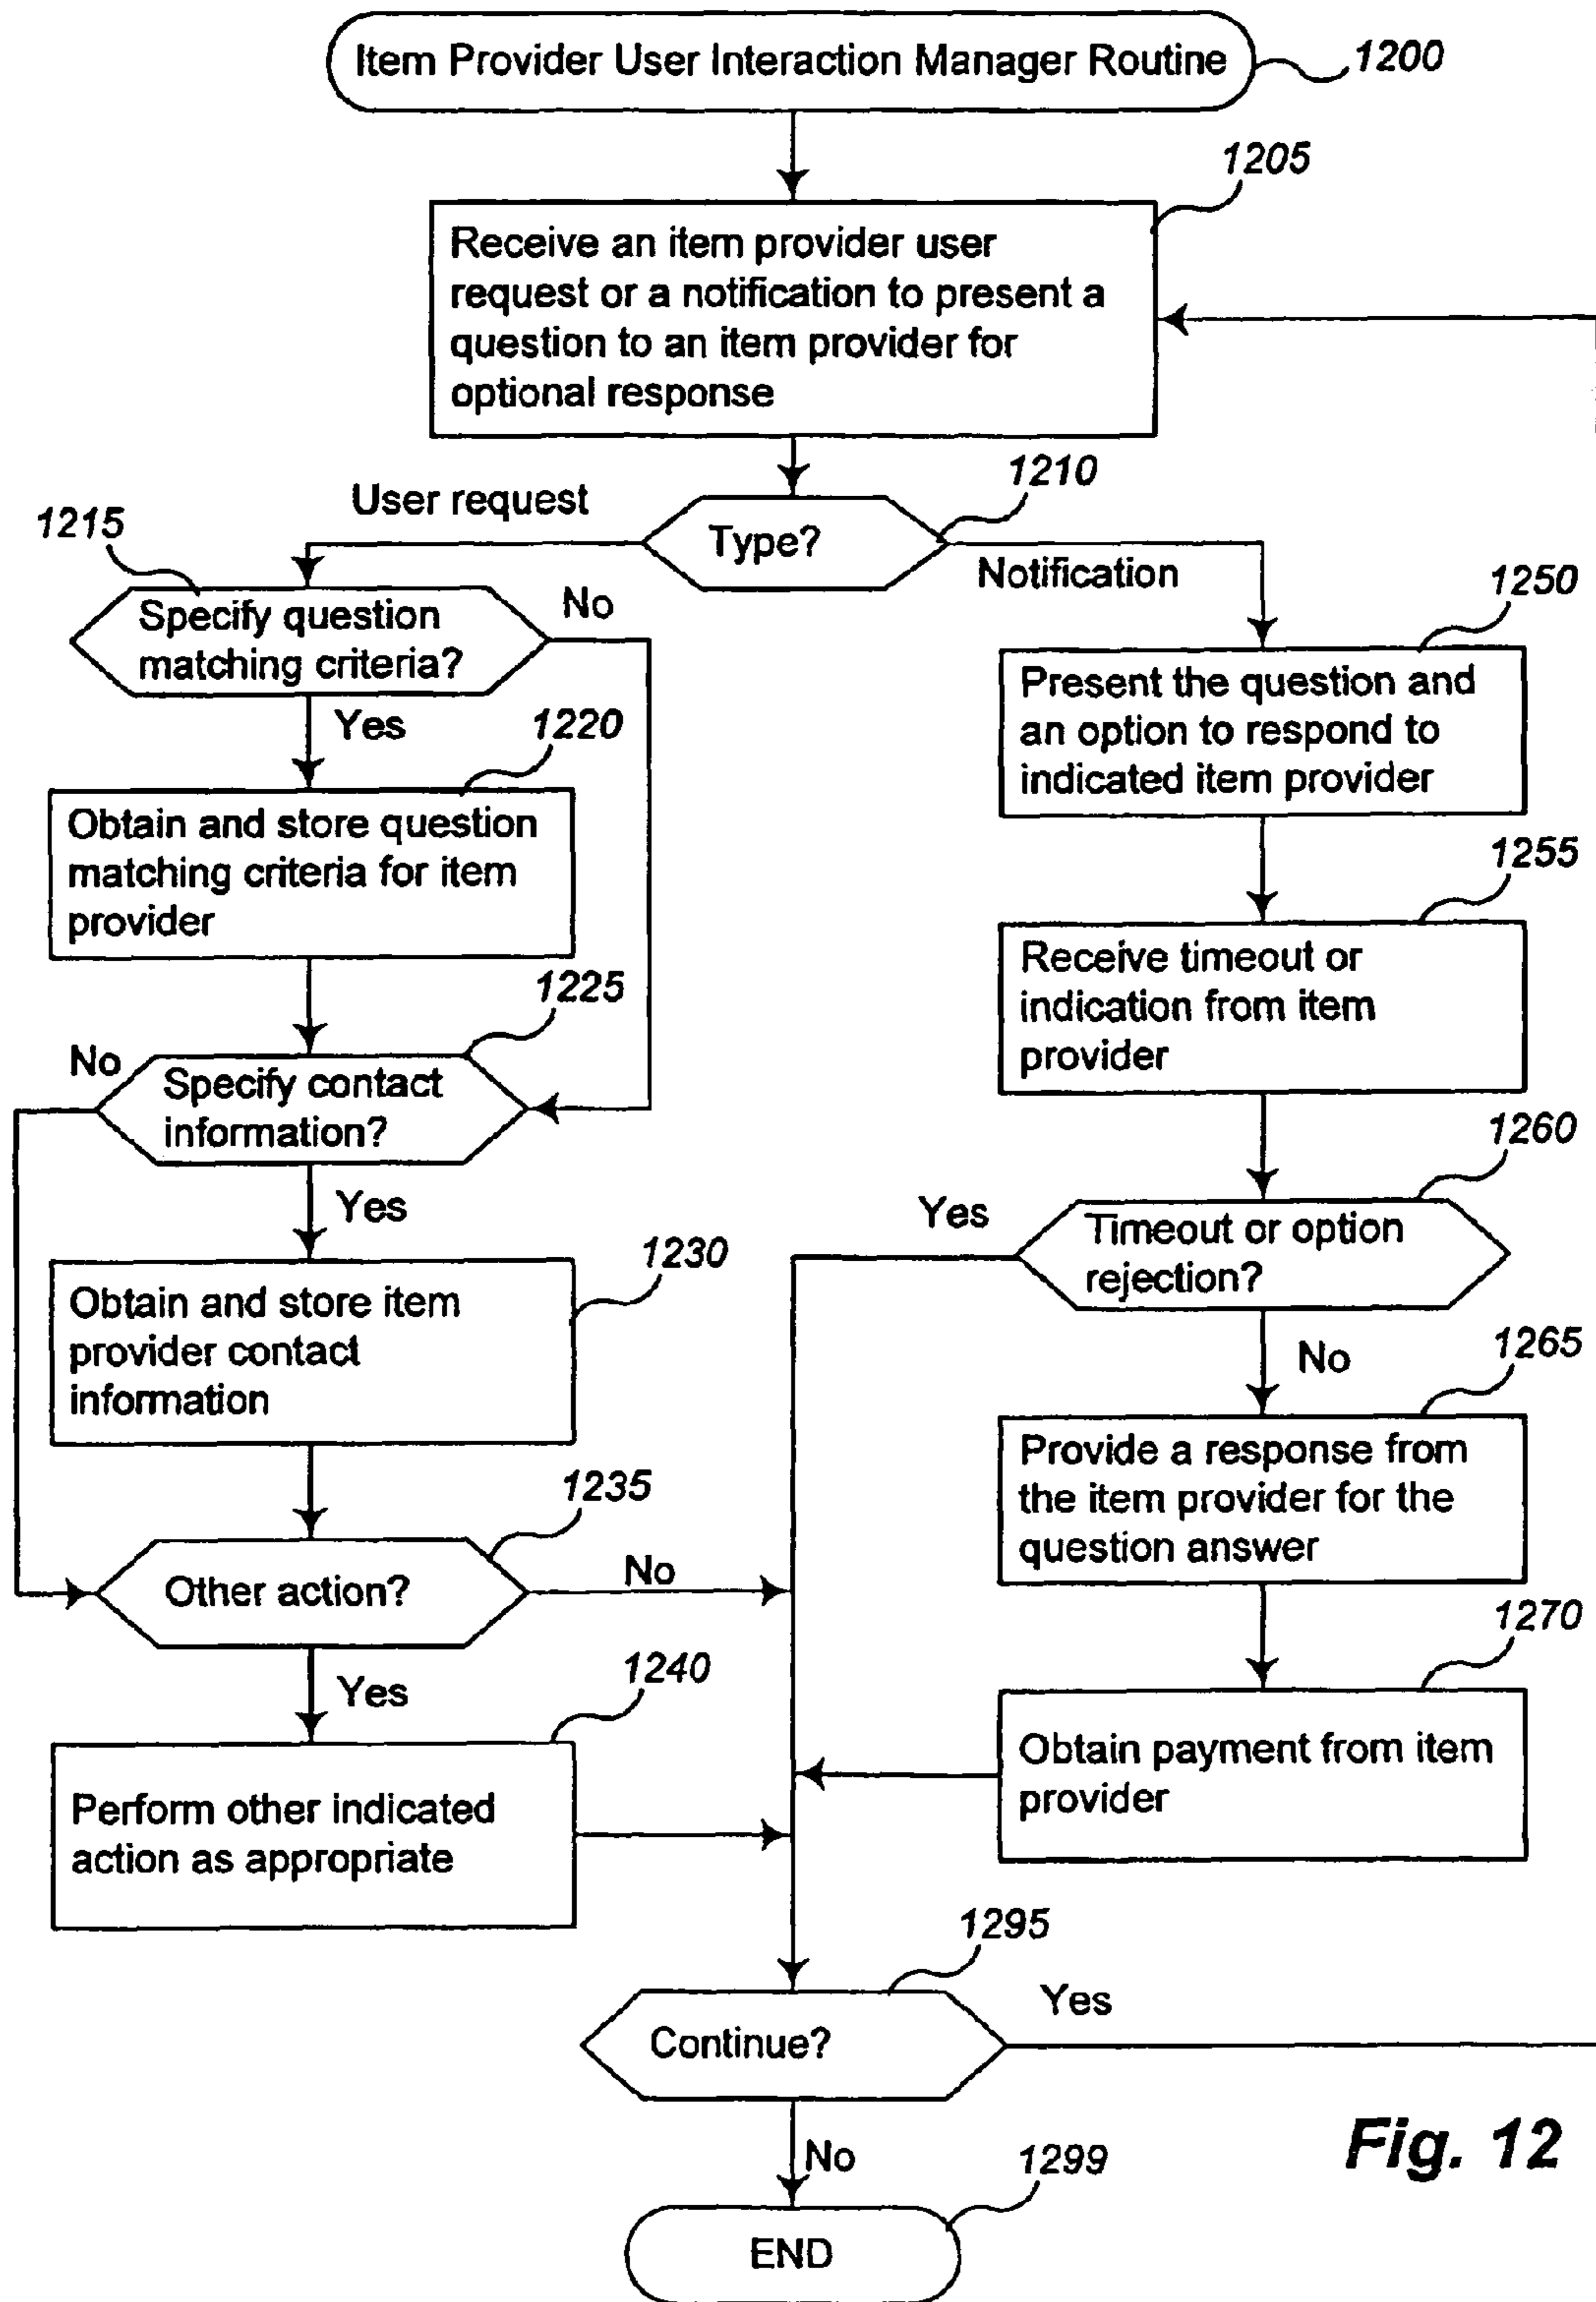 Item Provider User Interaction Manager Routine
1200
1205
Receive an item provider user
request or a notification to present a
question to an item provider for
optional response
1210
User request
Type?
Notification
1215
Specify question
matching criteria?
No
Yes
1220
Obtain and store question
matching criteria for item
provider
1225
No
Specify contact
information?
Yes
1230
Obtain and store item
provider contact
information
1235
Other action?
No
Yes
1240
Perform other indicated
action as appropriate
1250
Present the question and
an option to respond to
indicated item provider
1255
Receive timeout or
indication from item
provider
1260
Yes
Timeout or option
rejection?
No
1265
Provide a response from
the item provider for the
question answer
1270
Obtain payment from item
provider
1295
Continue?
Yes
No
1299
END
Fig. 12